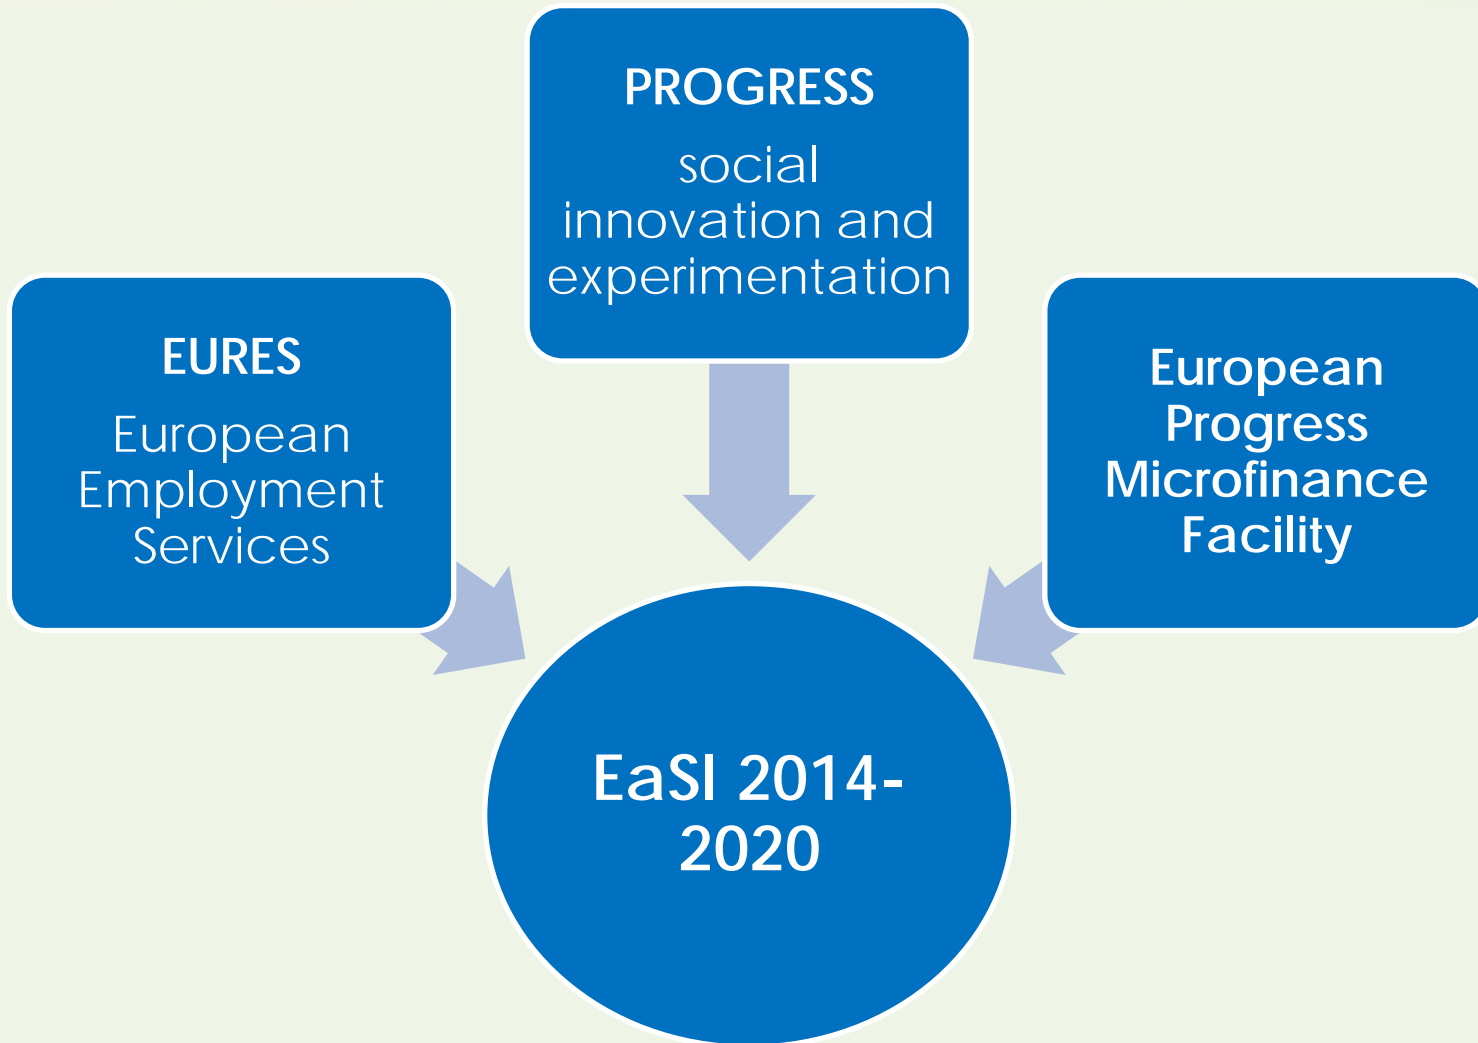 PROGRESS
social
innovation and
experimentation
EURES
European
Employment
Services
European
Progress
Microfinance
Facility
EaSI 2014-
2020